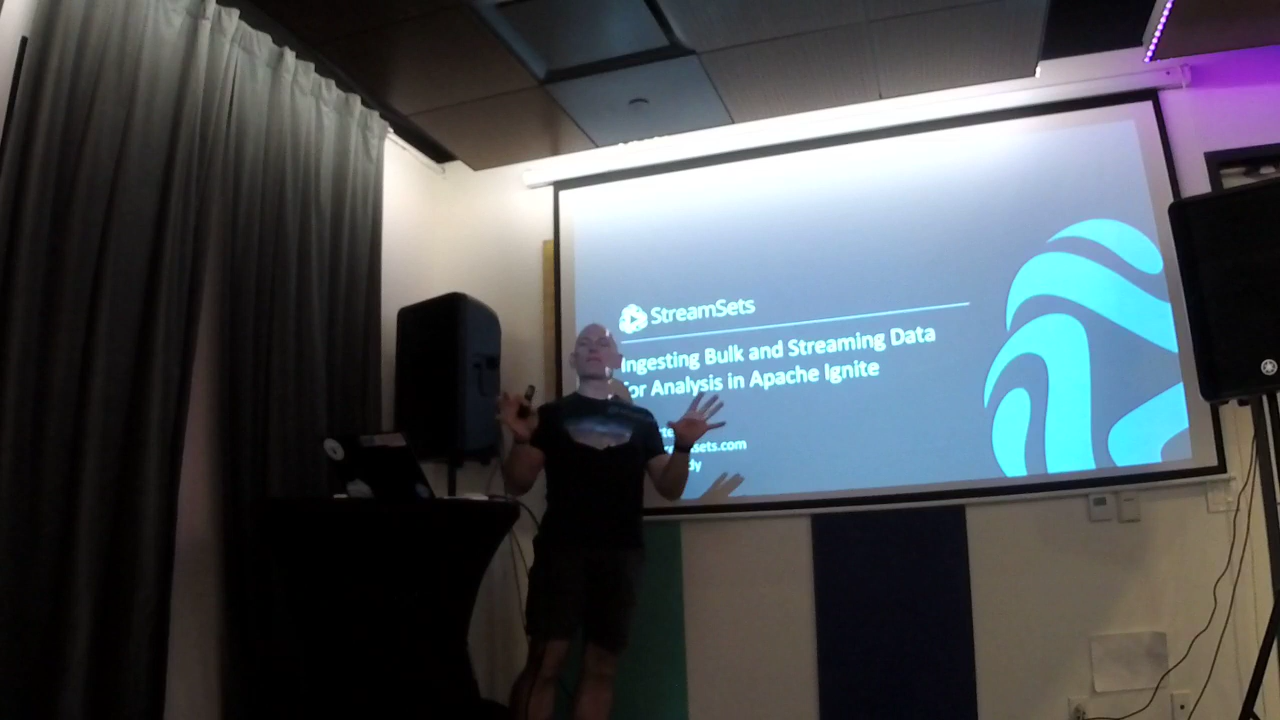 StreamSets
Ingesting Bulk and Streaming Data
for Analysis in Apache Ignite